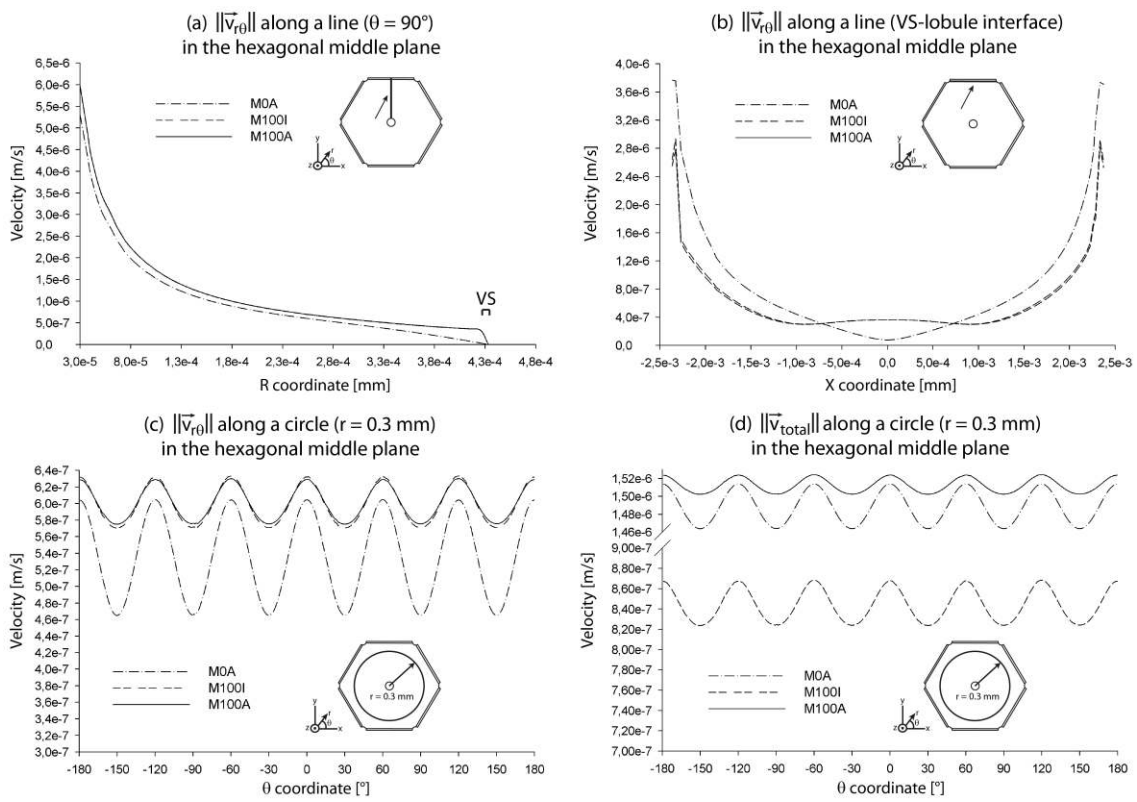 (a) ||v⃗rθ|| along a line (θ = 90°)
in the hexagonal middle plane
6,5e-6
6,0e-6
5,5e-6
5,0e-6
4,5e-6
4,0e-6
3,5e-6
3,0e-6
2,5e-6
2,0e-6
1,5e-6
1,0e-6
5,0e-7
0,0
Velocity [m/s]
M0A
M100I
M100A
y
r
θ
z
x
VS
3,0e-5
8,0e-5
1,3e-4
1,8e-4
2,3e-4
3,3e-4
3,8e-4
4,3e-4
4,8e-4
R coordinate [mm]
(b) ||v⃗rθ|| along a line (VS-lobule interface)
in the hexagonal middle plane
4,0e-6
3,6e-6
3,2e-6
2,8e-6
2,4e-6
2,0e-6
1,6e-6
1,2e-6
8,0e-7
4,0e-7
0,0
Velocity [m/s]
M0A
M100I
M100A
y
r
θ
z
x
-2,5e-3
-2,0e-3
-1,5e-3
-1,0e-3
-5,0e-4
0,0
5,0e-4
1,0e-3
1,5e-3
2,0e-3
2,5e-3
X coordinate [mm]
(c) ||v⃗rθ|| along a circle (r = 0.3 mm)
in the hexagonal middle plane
6,4e-7
6,2e-7
6,0e-7
5,8e-7
5,6e-7
5,4e-7
5,2e-7
5,0e-7
4,8e-7
4,6e-7
4,4e-7
4,2e-7
4,0e-7
3,8e-7
3,6e-7
3,4e-7
3,2e-7
3,0e-7
Velocity [m/s]
M0A
M100I
M100A
y
r
θ
z
x
r = 0.3 mm
-180 -150 -120 -90 -60 -30 0 30 60 90 120 150 180
θ coordinate [°]
(d) ||v⃗total|| along a circle (r = 0.3 mm)
in the hexagonal middle plane
1,52e-6
1,50e-6
1,48e-6
1,46e-6
9,00e-7
8,80e-7
8,60e-7
8,40e-7
8,20e-7
8,00e-7
7,80e-7
7,60e-7
7,40e-7
7,20e-7
7,00e-7
Velocity [m/s]
M0A
M100I
M100A
y
r
θ
z
x
r = 0.3 mm
-180 -150 -120 -90 -60 -30 0 30 60 90 120 150 180
θ coordinate [°]